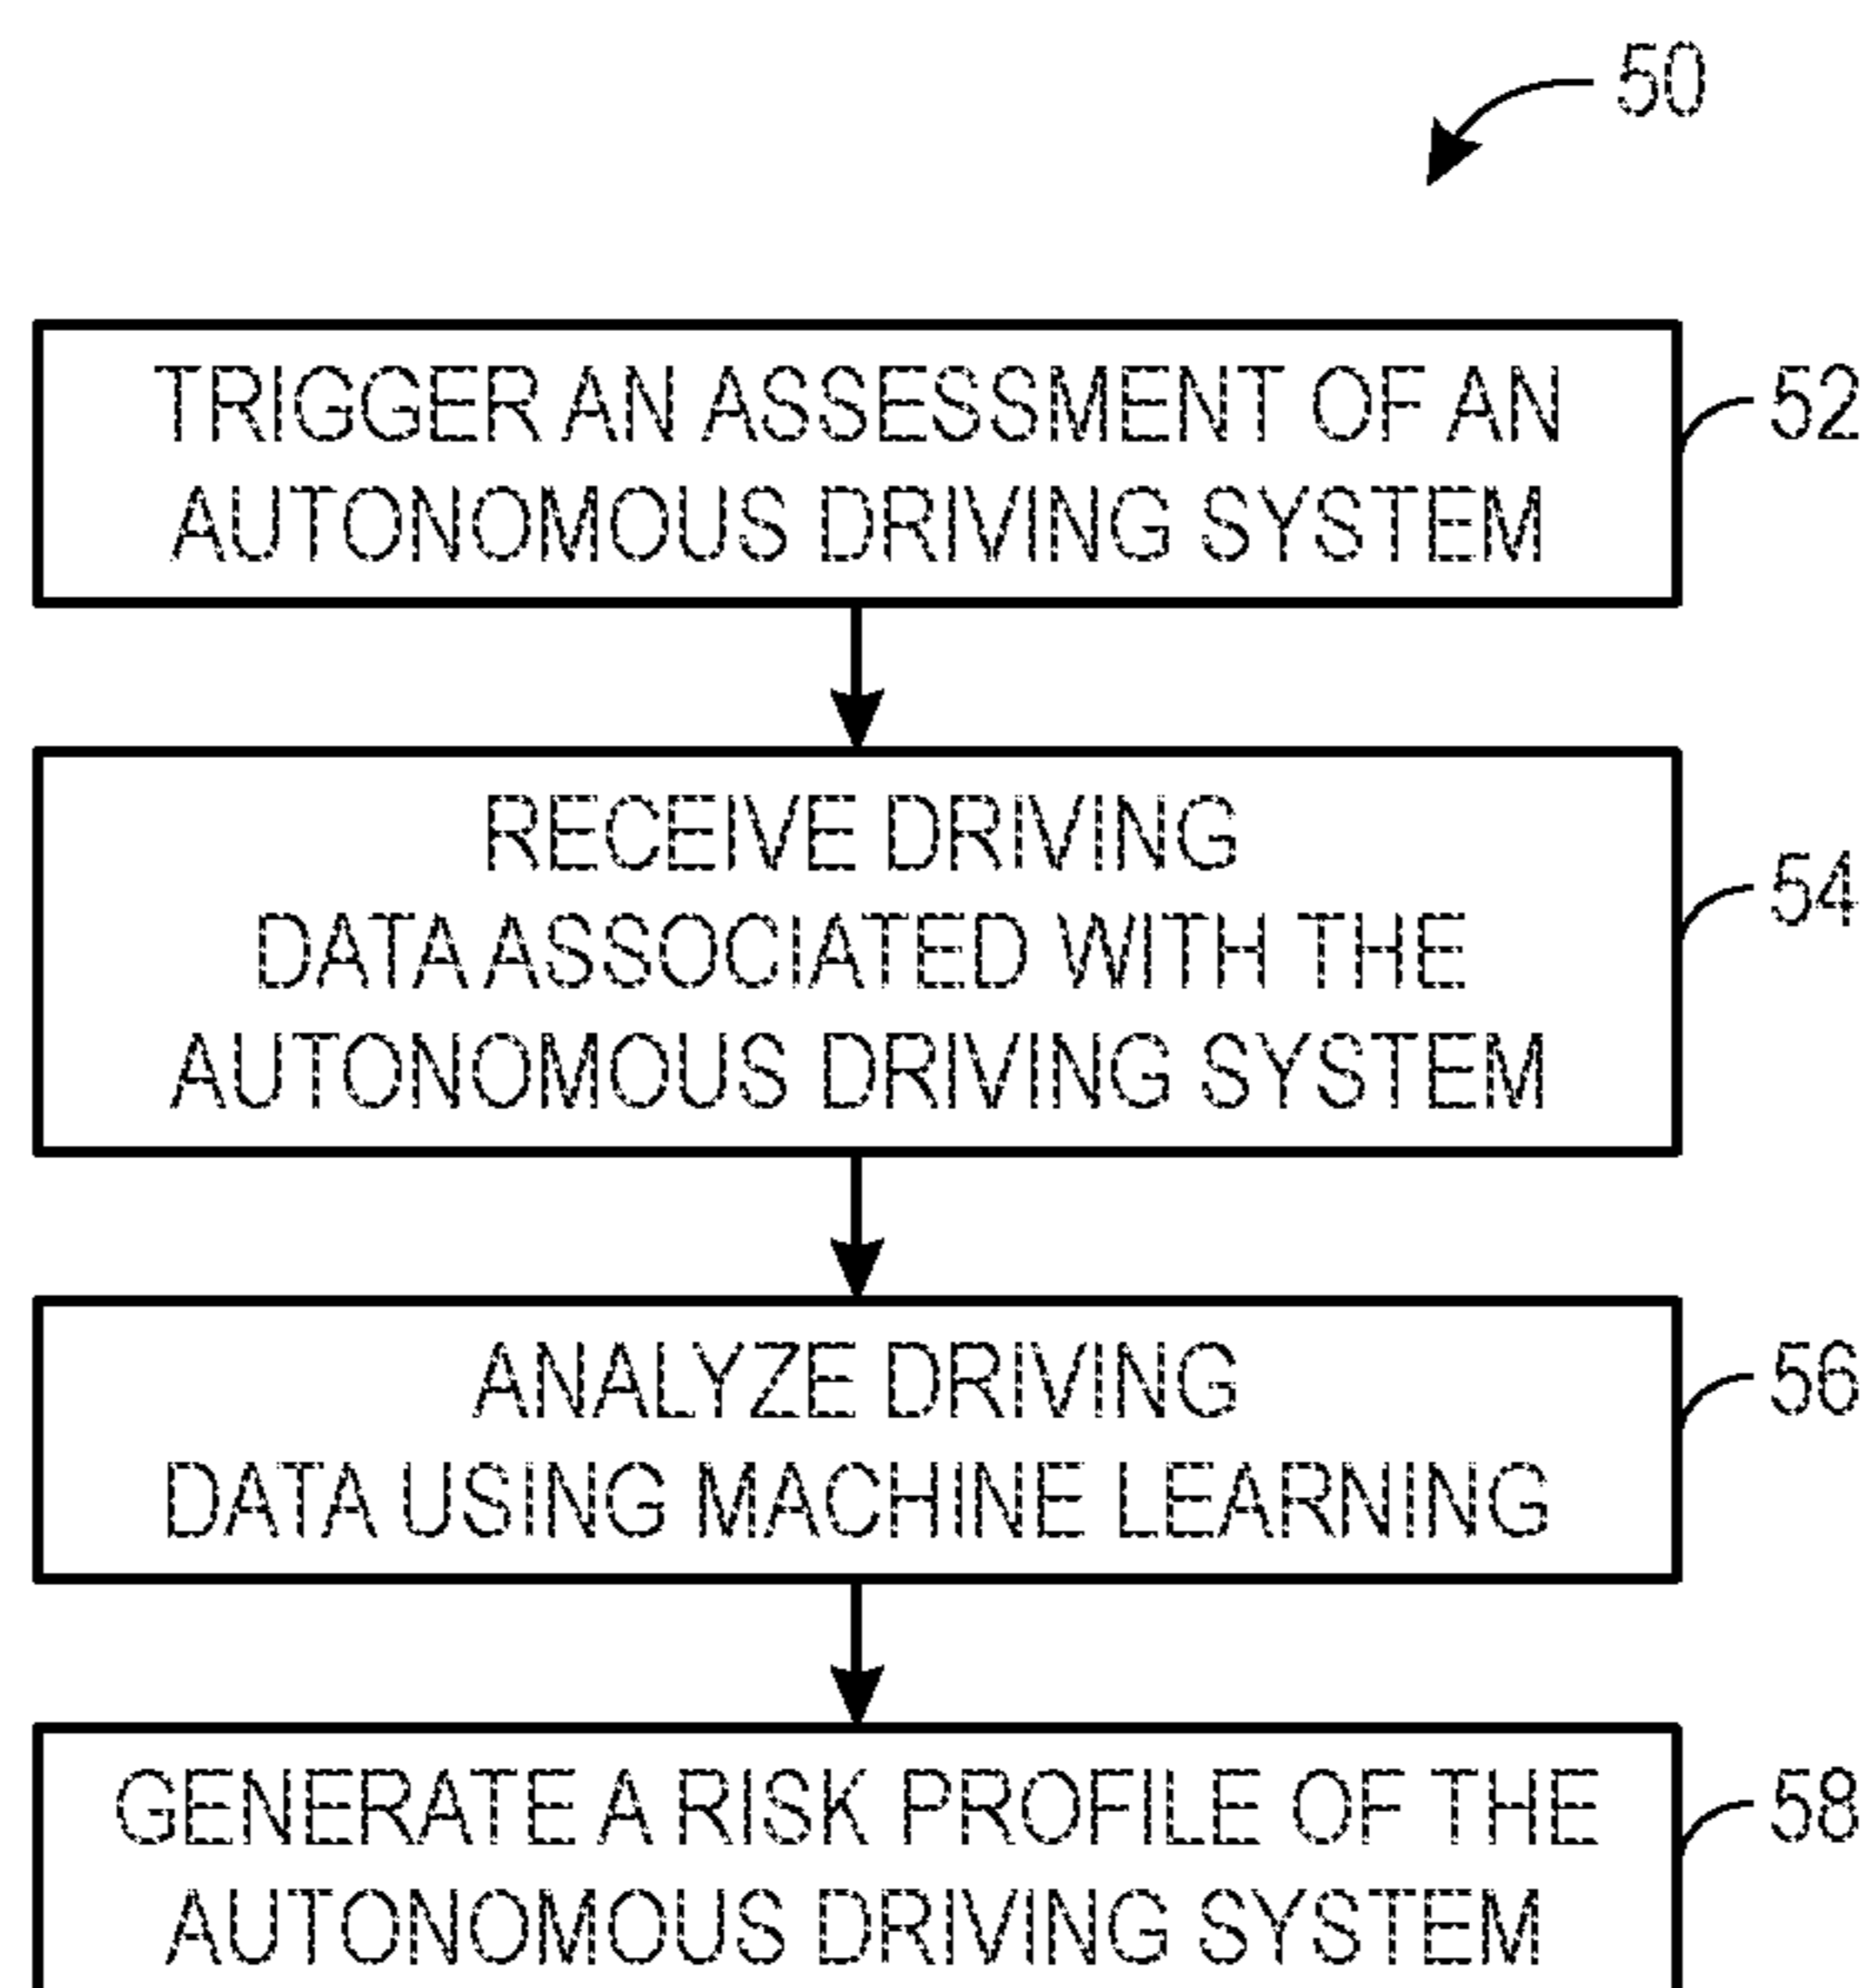 50
TRIGGER AN ASSESSMENT OF AN
AUTONOMOUS DRIVING SYSTEM
52
RECEIVE DRIVING
DATA ASSOCIATED WITH THE
AUTONOMOUS DRIVING SYSTEM
54
ANALYZE DRIVING
DATA USING MACHINE LEARNING
56
GENERATE A RISK PROFILE OF THE
AUTONOMOUS DRIVING SYSTEM
58